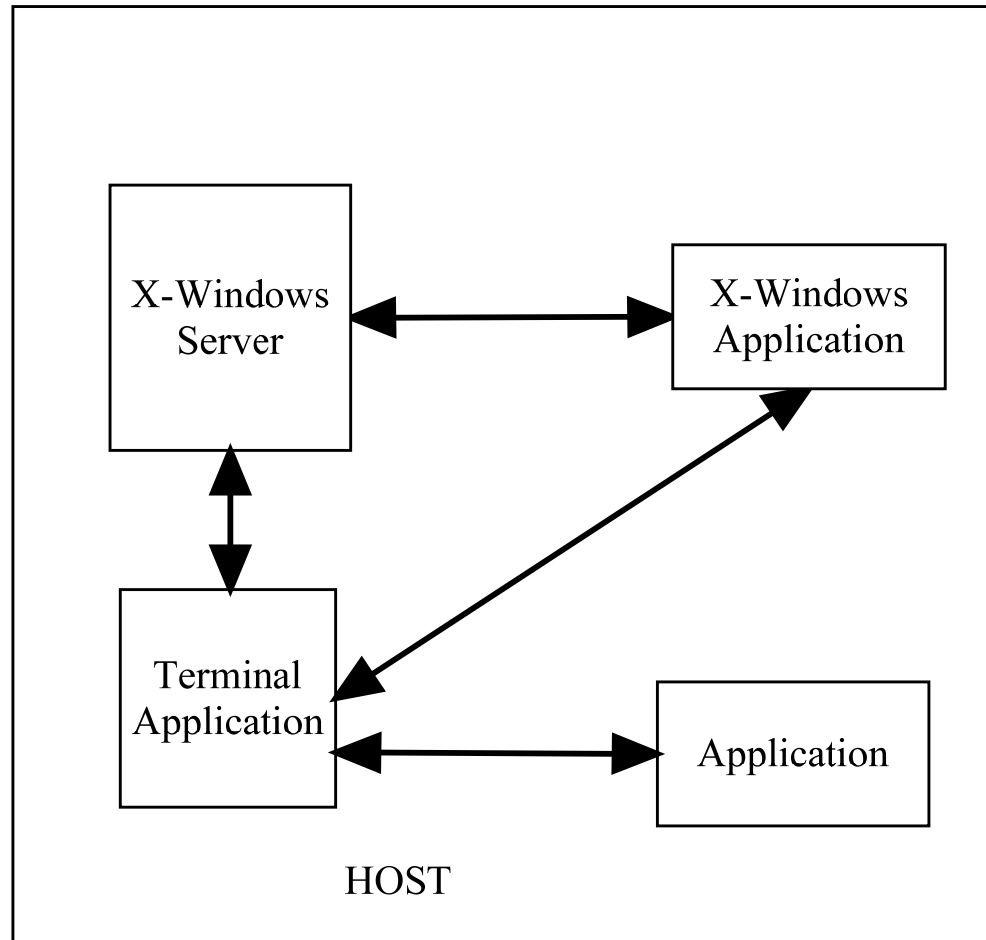 X-Windows
Server
X-Windows
Application
Terminal
Application
Application
HOST